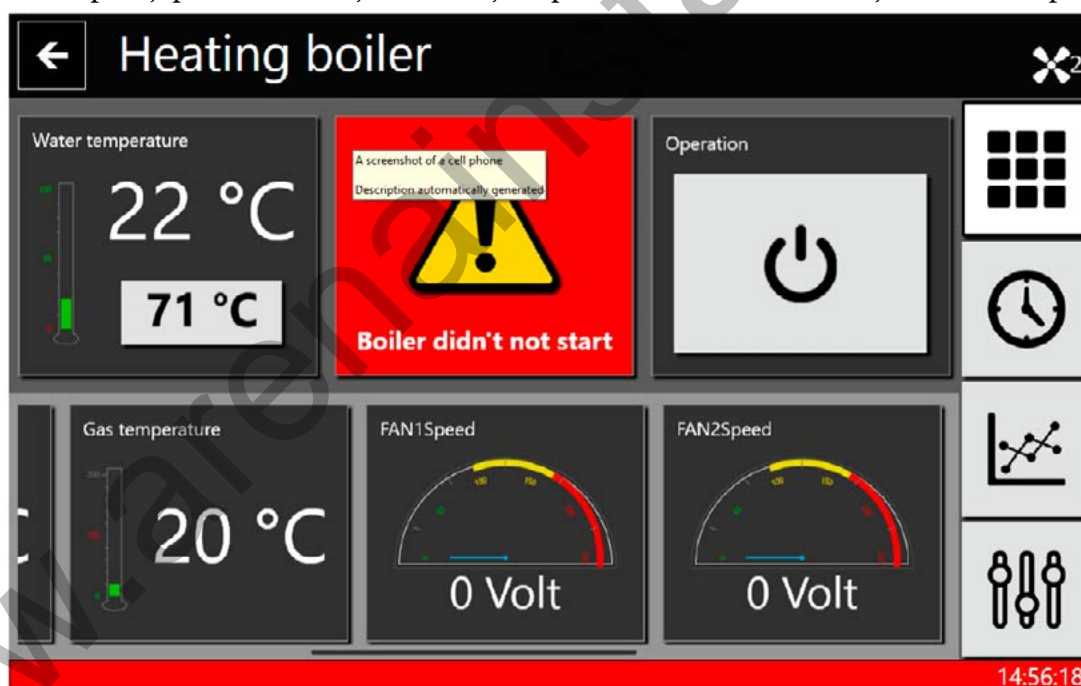 Heating boiler
2
Water temperature
22 °C
71 °C
A screenshot of a cell phone
Description automatically generated
Boiler didn't not start
Operation
Gas temperature
20 °C
FAN1Speed
0 Volt
FAN2Speed
0 Volt
14:56:18